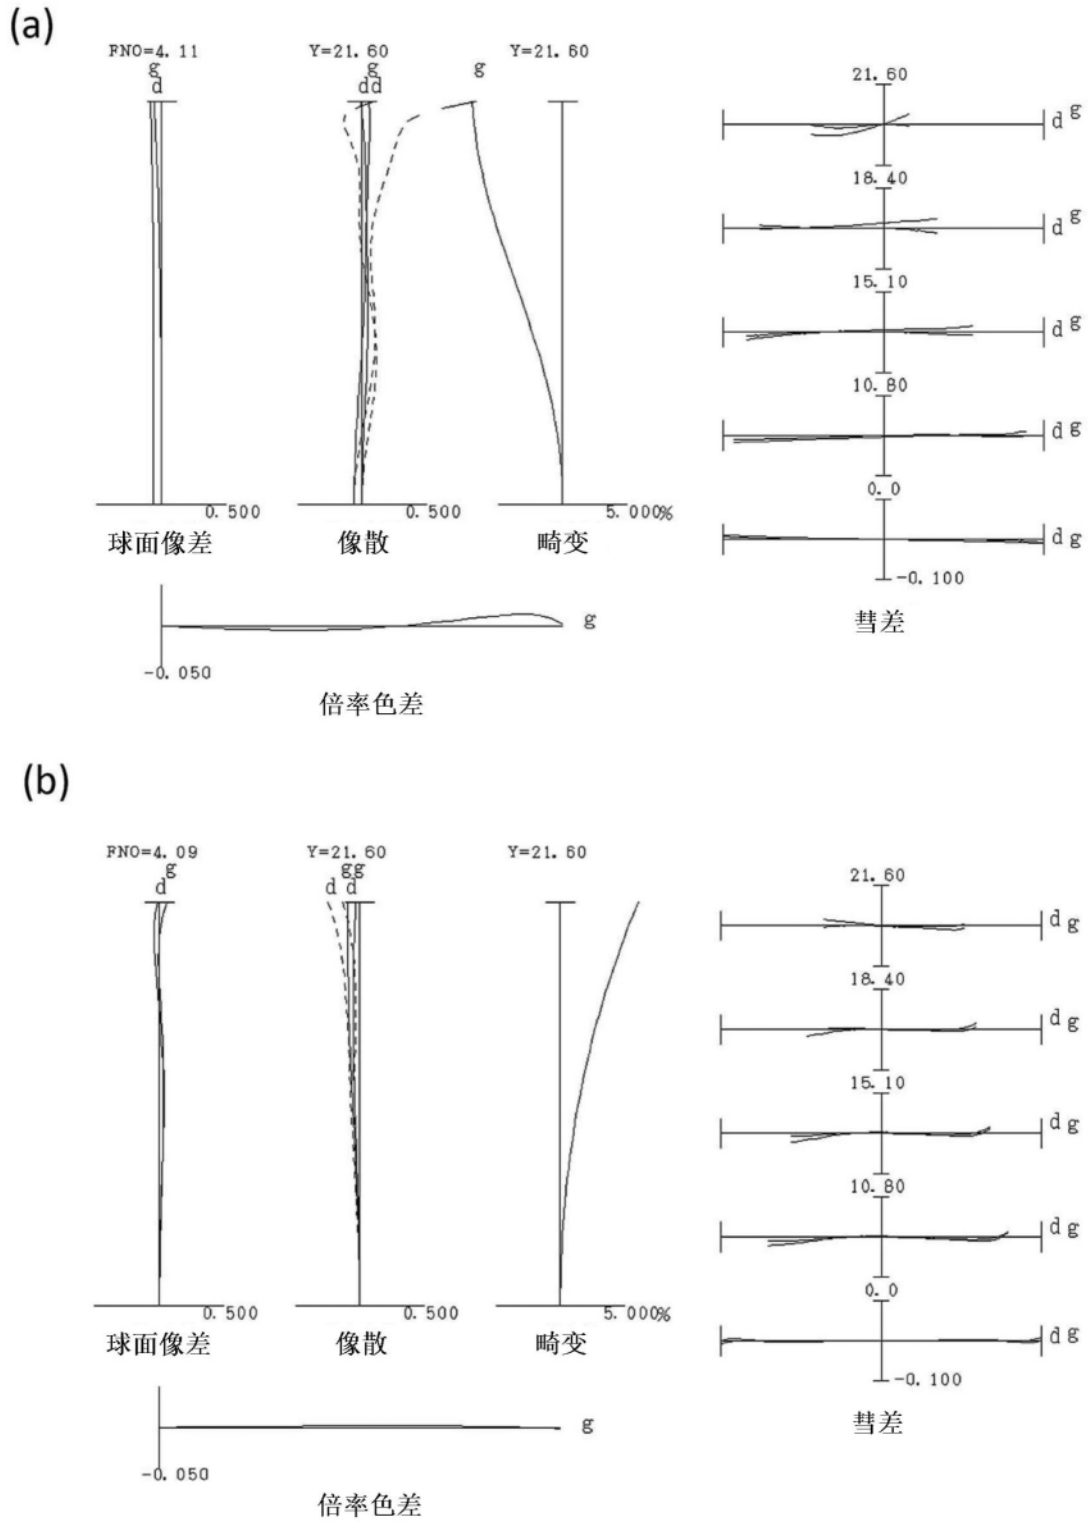 (a)
FNO=4.11 Y=21.60 Y=21.60
g g g
d dd
21.60
d g
18.40
d g
15.10
d g
10.80
d g
0.0
d g
-0.100
彗差
0.500 0.500 5.000%
球面像差 像散 畸变
g
-0.050
倍率色差
(b)
FNO=4.09 Y=21.60 Y=21.60
g gg
d d d
21.60
d g
18.40
d g
15.10
d g
10.80
d g
0.0
d g
-0.100
彗差
0.500 0.500 5.000%
球面像差 像散 畸变
g
-0.050
倍率色差